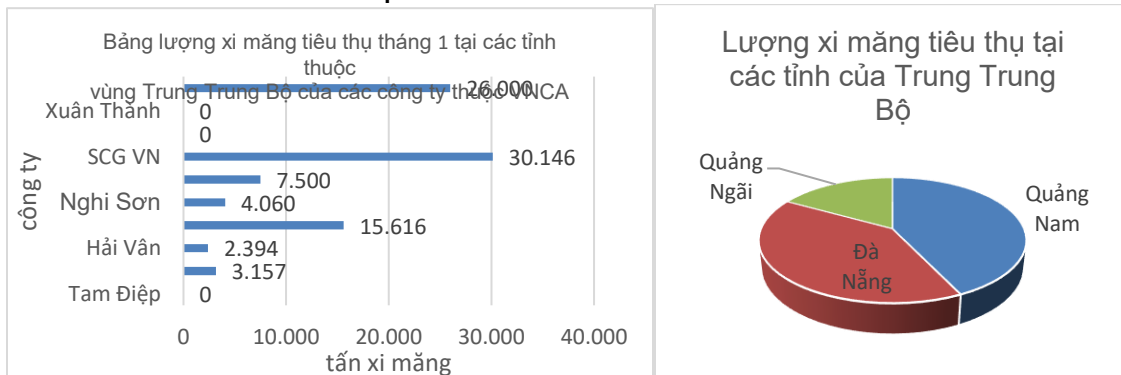 Bảng lượng xi măng tiêu thụ tháng 1 tại các tỉnh
thuộc
vùng Trung Trung Bộ của các công ty thuộc VNCA
26.000
Xuân Thành 0
0
SCG VN 30.146
7.500
Nghi Sơn 4.060
15.616
Hải Vân 2.394
3.157
Tam Điệp 0
công ty
0 10.000 20.000 30.000 40.000
tấn xi măng
Lượng xi măng tiêu thụ tại
các tỉnh của Trung Trung
Bộ
Quảng
Ngãi
Quảng
Nam
Đà
Nẵng